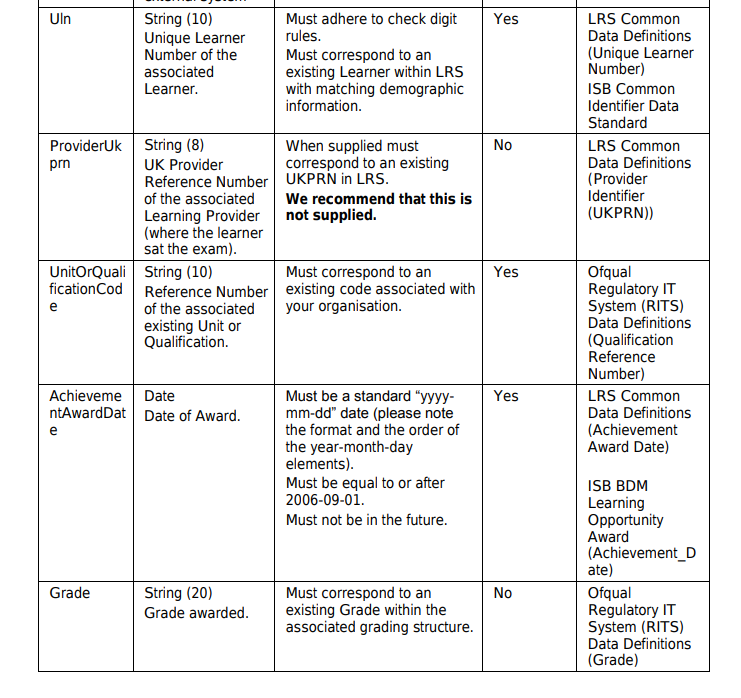 Uln
String (10)
Unique Learner
Number of the
associated
Learner.
Must adhere to check digit
rules.
Must correspond to an
existing Learner within LRS
with matching demographic
information.
Yes
LRS Common
Data Definitions
(Unique Learner
Number)
ISB Common
Identifier Data
Standard
ProviderUk
prn
String (8)
UK Provider
Reference Number
of the associated
Learning Provider
(where the learner
sat the exam).
When supplied must
correspond to an existing
UKPRN in LRS.
We recommend that this is
not supplied.
No
LRS Common
Data Definitions
(Provider
Identifier
(UKPRN))
UnitOrQuali
ficationCod
e
String (10)
Reference Number
of the associated
existing Unit or
Qualification.
Must correspond to an
existing code associated with
your organisation.
Yes
Ofqual
Regulatory IT
System (RITS)
Data Definitions
(Qualification
Reference
Number)
Achieveme
ntAwardDat
e
Date
Date of Award.
Must be a standard “yyyy-
mm-dd” date (please note
the format and the order of
the year-month-day
elements).
Must be equal to or after
2006-09-01.
Must not be in the future.
Yes
LRS Common
Data Definitions
(Achievement
Award Date)
ISB BDM
Learning
Opportunity
Award
(Achievement_D
ate)
Grade
String (20)
Grade awarded.
Must correspond to an
existing Grade within the
associated grading structure.
No
Ofqual
Regulatory IT
System (RITS)
Data Definitions
(Grade)